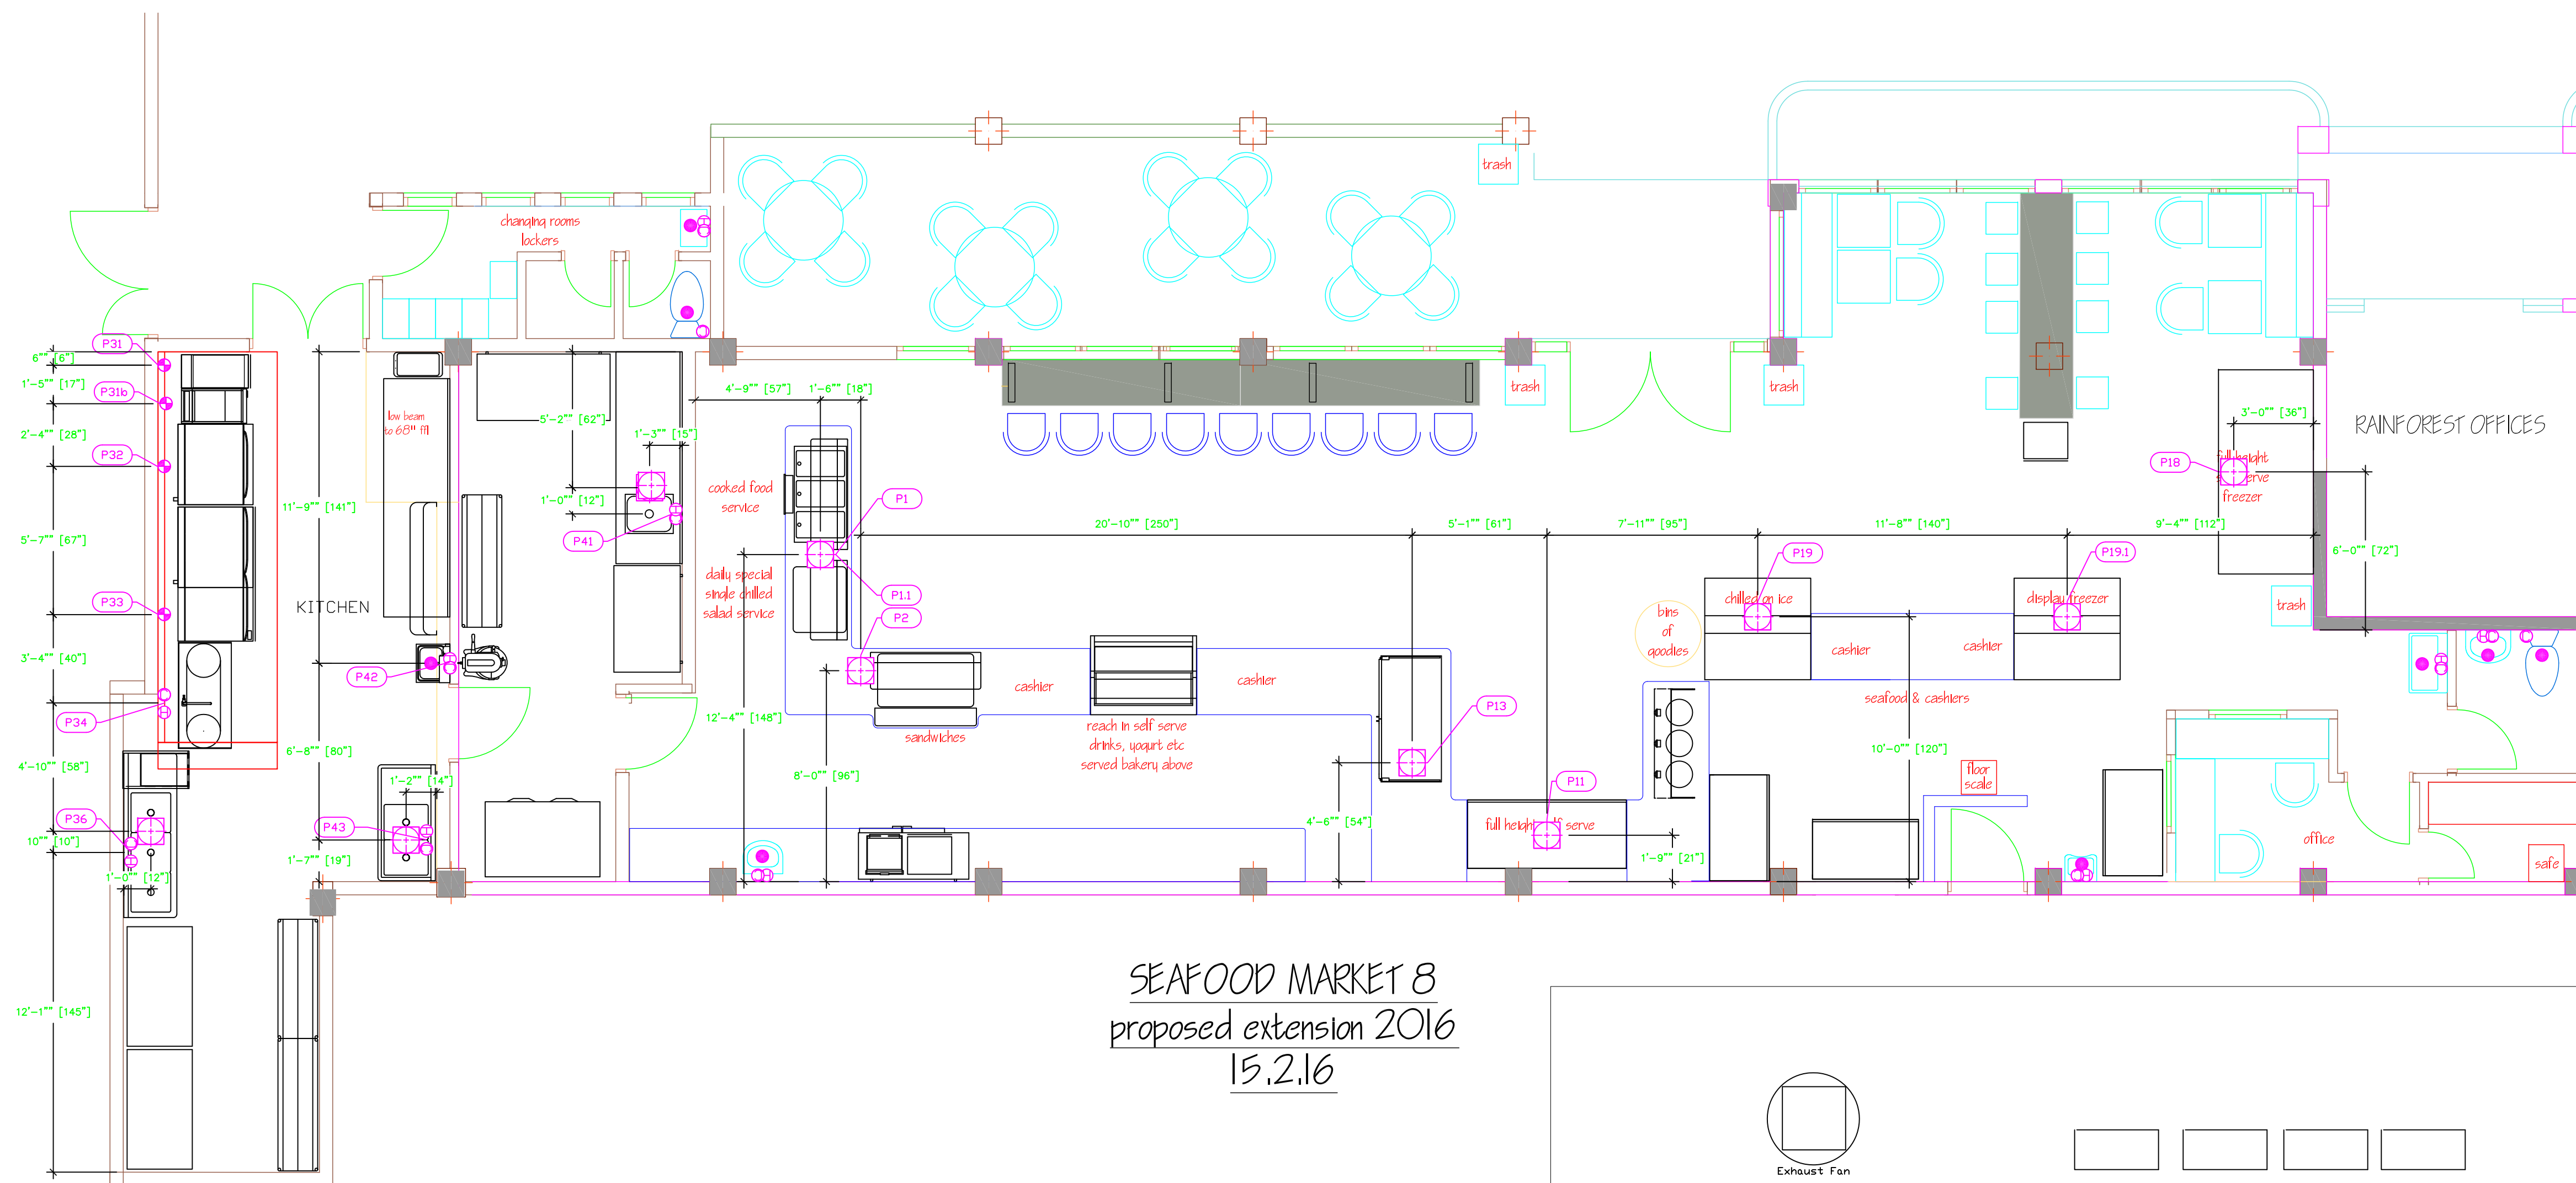 trash
changing rooms
lockers
P31
6"" [6"]
1'-5"" [17"]
P31b
2'-4"" [28"]
P32
5'-7"" [67"]
P33
3'-4"" [40"]
P34
4'-10"" [58"]
P36
10"" [10"]
1'-0"" [12"]
12'-1"" [145"]
KITCHEN
11'-9"" [141"]
6'-8"" [80"]
1'-7"" [19"]
low beam
to 68" ffl
P42
1'-2"" [14"]
P43
5'-2"" [62"]
1'-3"" [15"]
1'-0"" [12"]
P41
4'-9"" [57"]
1'-6"" [18"]
cooked food
service
daily special
single chilled
salad service
P1
P1.1
P2
12'-4"" [148"]
8'-0"" [96"]
sandwiches
cashier
reach in self serve
drinks, yogurt etc
served bakery above
cashier
20'-10"" [250"]
5'-1"" [61"]
7'-11"" [95"]
11'-8"" [140"]
9'-4"" [112"]
trash
trash
P13
4'-6"" [54"]
P11
full height self serve
1'-9"" [21"]
bins
of
goodies
P19
chilled on ice
cashier
cashier
P19.1
display freezer
seafood & cashiers
10'-0"" [120"]
floor
scale
3'-0"" [36"]
P18
full height
self serve
freezer
6'-0"" [72"]
trash
RAINFOREST OFFICES
office
safe
SEAFOOD MARKET 8
proposed extension 2016
15.2.16
Exhaust Fan